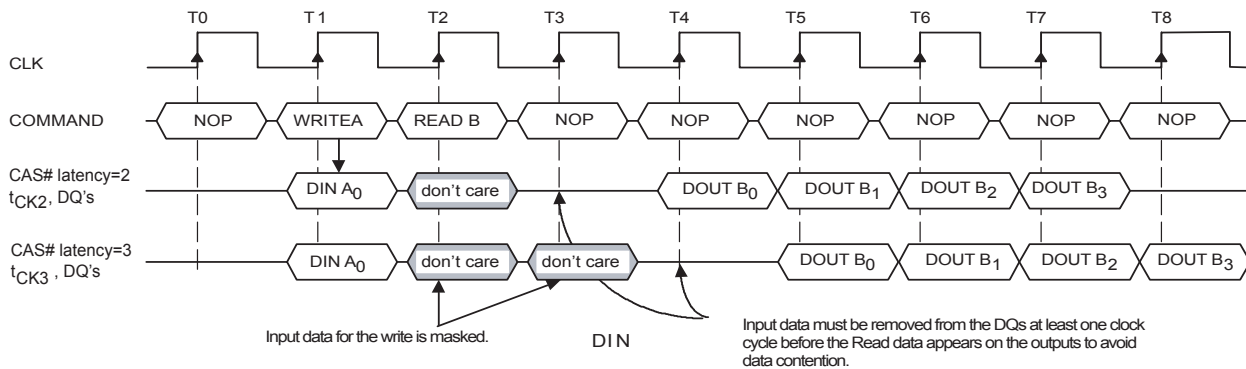 T0 T1 T2 T3 T4 T5 T6 T7 T8
CLK
COMMAND NOP WRITEA READ B NOP NOP NOP NOP NOP NOP
CAS# latency=2
tCK2, DQ's DIN A0 don't care DOUT B0 DOUT B1 DOUT B2 DOUT B3
CAS# latency=3
tCK3 , DQ's DIN A0 don't care don't care DOUT B0 DOUT B1 DOUT B2 DOUT B3
Input data for the write is masked.
DIN
Input data must be removed from the DQs at least one clock
cycle before the Read data appears on the outputs to avoid
data contention.